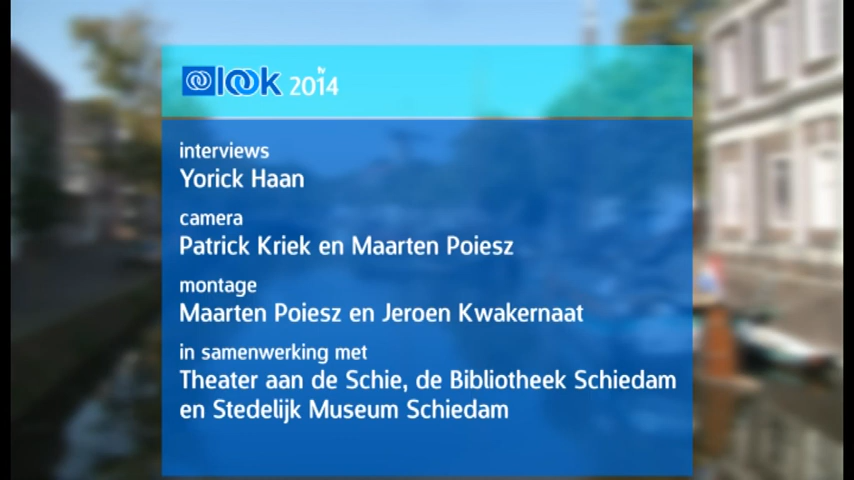 look TV 2014
interviews
Yorick Haan
camera
Patrick Kriek en Maarten Poiesz
montage
Maarten Poiesz en Jeroen Kwakernaat
in samenwerking met
Theater aan de Schie, de Bibliotheek Schiedam
en Stedelijk Museum Schiedam